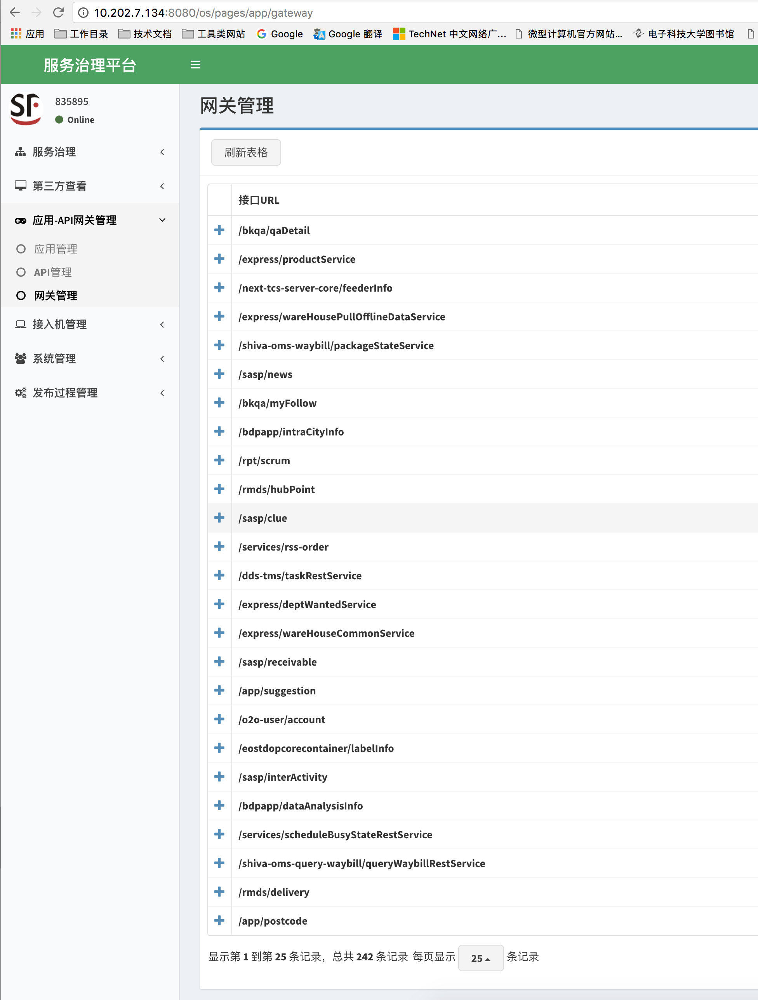 10.202.7.134:8080/os/pages/app/gateway
应用 工作目录 技术文档 工具类网站 Google Google 翻译 TechNet 中文网络广... 微型计算机官方网站... 电子科技大学图书馆
服务治理平台
SF
835895
Online
服务治理
第三方查看
应用-API网关管理
应用管理
API管理
网关管理
接入机管理
系统管理
发布过程管理
网关管理
刷新表格
接口URL
/bkqa/qaDetail
/express/productService
/next-tcs-server-core/feederInfo
/express/wareHousePullOfflineDataService
/shiva-oms-waybill/packageStateService
/sasp/news
/bkqa/myFollow
/bdpapp/intraCityInfo
/rpt/scrum
/rmds/hubPoint
/sasp/clue
/services/rss-order
/dds-tms/taskRestService
/express/deptWantedService
/express/wareHouseCommonService
/sasp/receivable
/app/suggestion
/o2o-user/account
/eostdopcorecontainer/labelInfo
/sasp/interActivity
/bdpapp/dataAnalysisInfo
/services/scheduleBusyStateRestService
/shiva-oms-query-waybill/queryWaybillRestService
/rmds/delivery
/app/postcode
显示第 1 到第 25 条记录，总共 242 条记录 每页显示 25 条记录